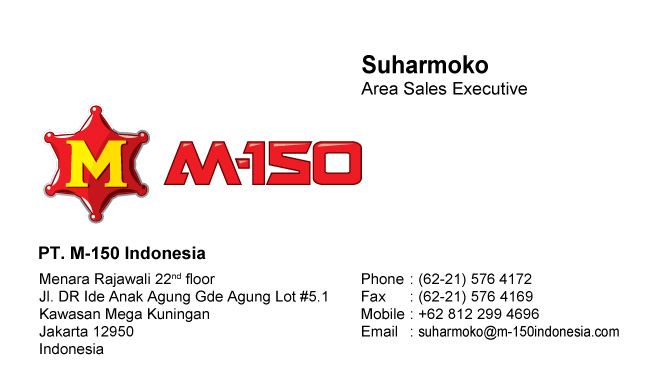 Suharmoko
Area Sales Executive
M M-150
PT. M-150 Indonesia
Menara Rajawali 22nd floor
Jl. DR Ide Anak Agung Gde Agung Lot #5.1
Kawasan Mega Kuningan
Jakarta 12950
Indonesia
Phone : (62-21) 576 4172
Fax : (62-21) 576 4169
Mobile : +62 812 299 4696
Email : suharmoko@m-150indonesia.com